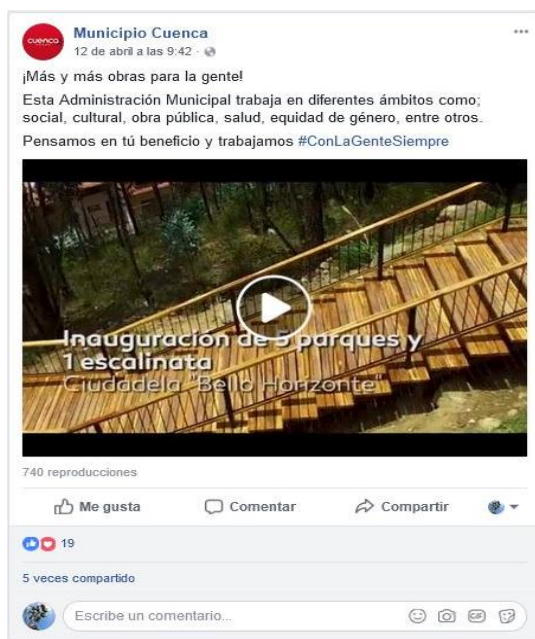 cuenca
Municipio Cuenca
12 de abril a las 9:42
¡Más y más obras para la gente!
Esta Administración Municipal trabaja en diferentes ámbitos como;
social, cultural, obra pública, salud, equidad de género, entre otros.
Pensamos en tú beneficio y trabajamos #ConLaGenteSiempre
Inauguración de 5 parques y
1 escalinata
Ciudadela "Bello Horizonte"
740 reproducciones
Me gusta Comentar Compartir
19
5 veces compartido
Escribe un comentario...
GIF